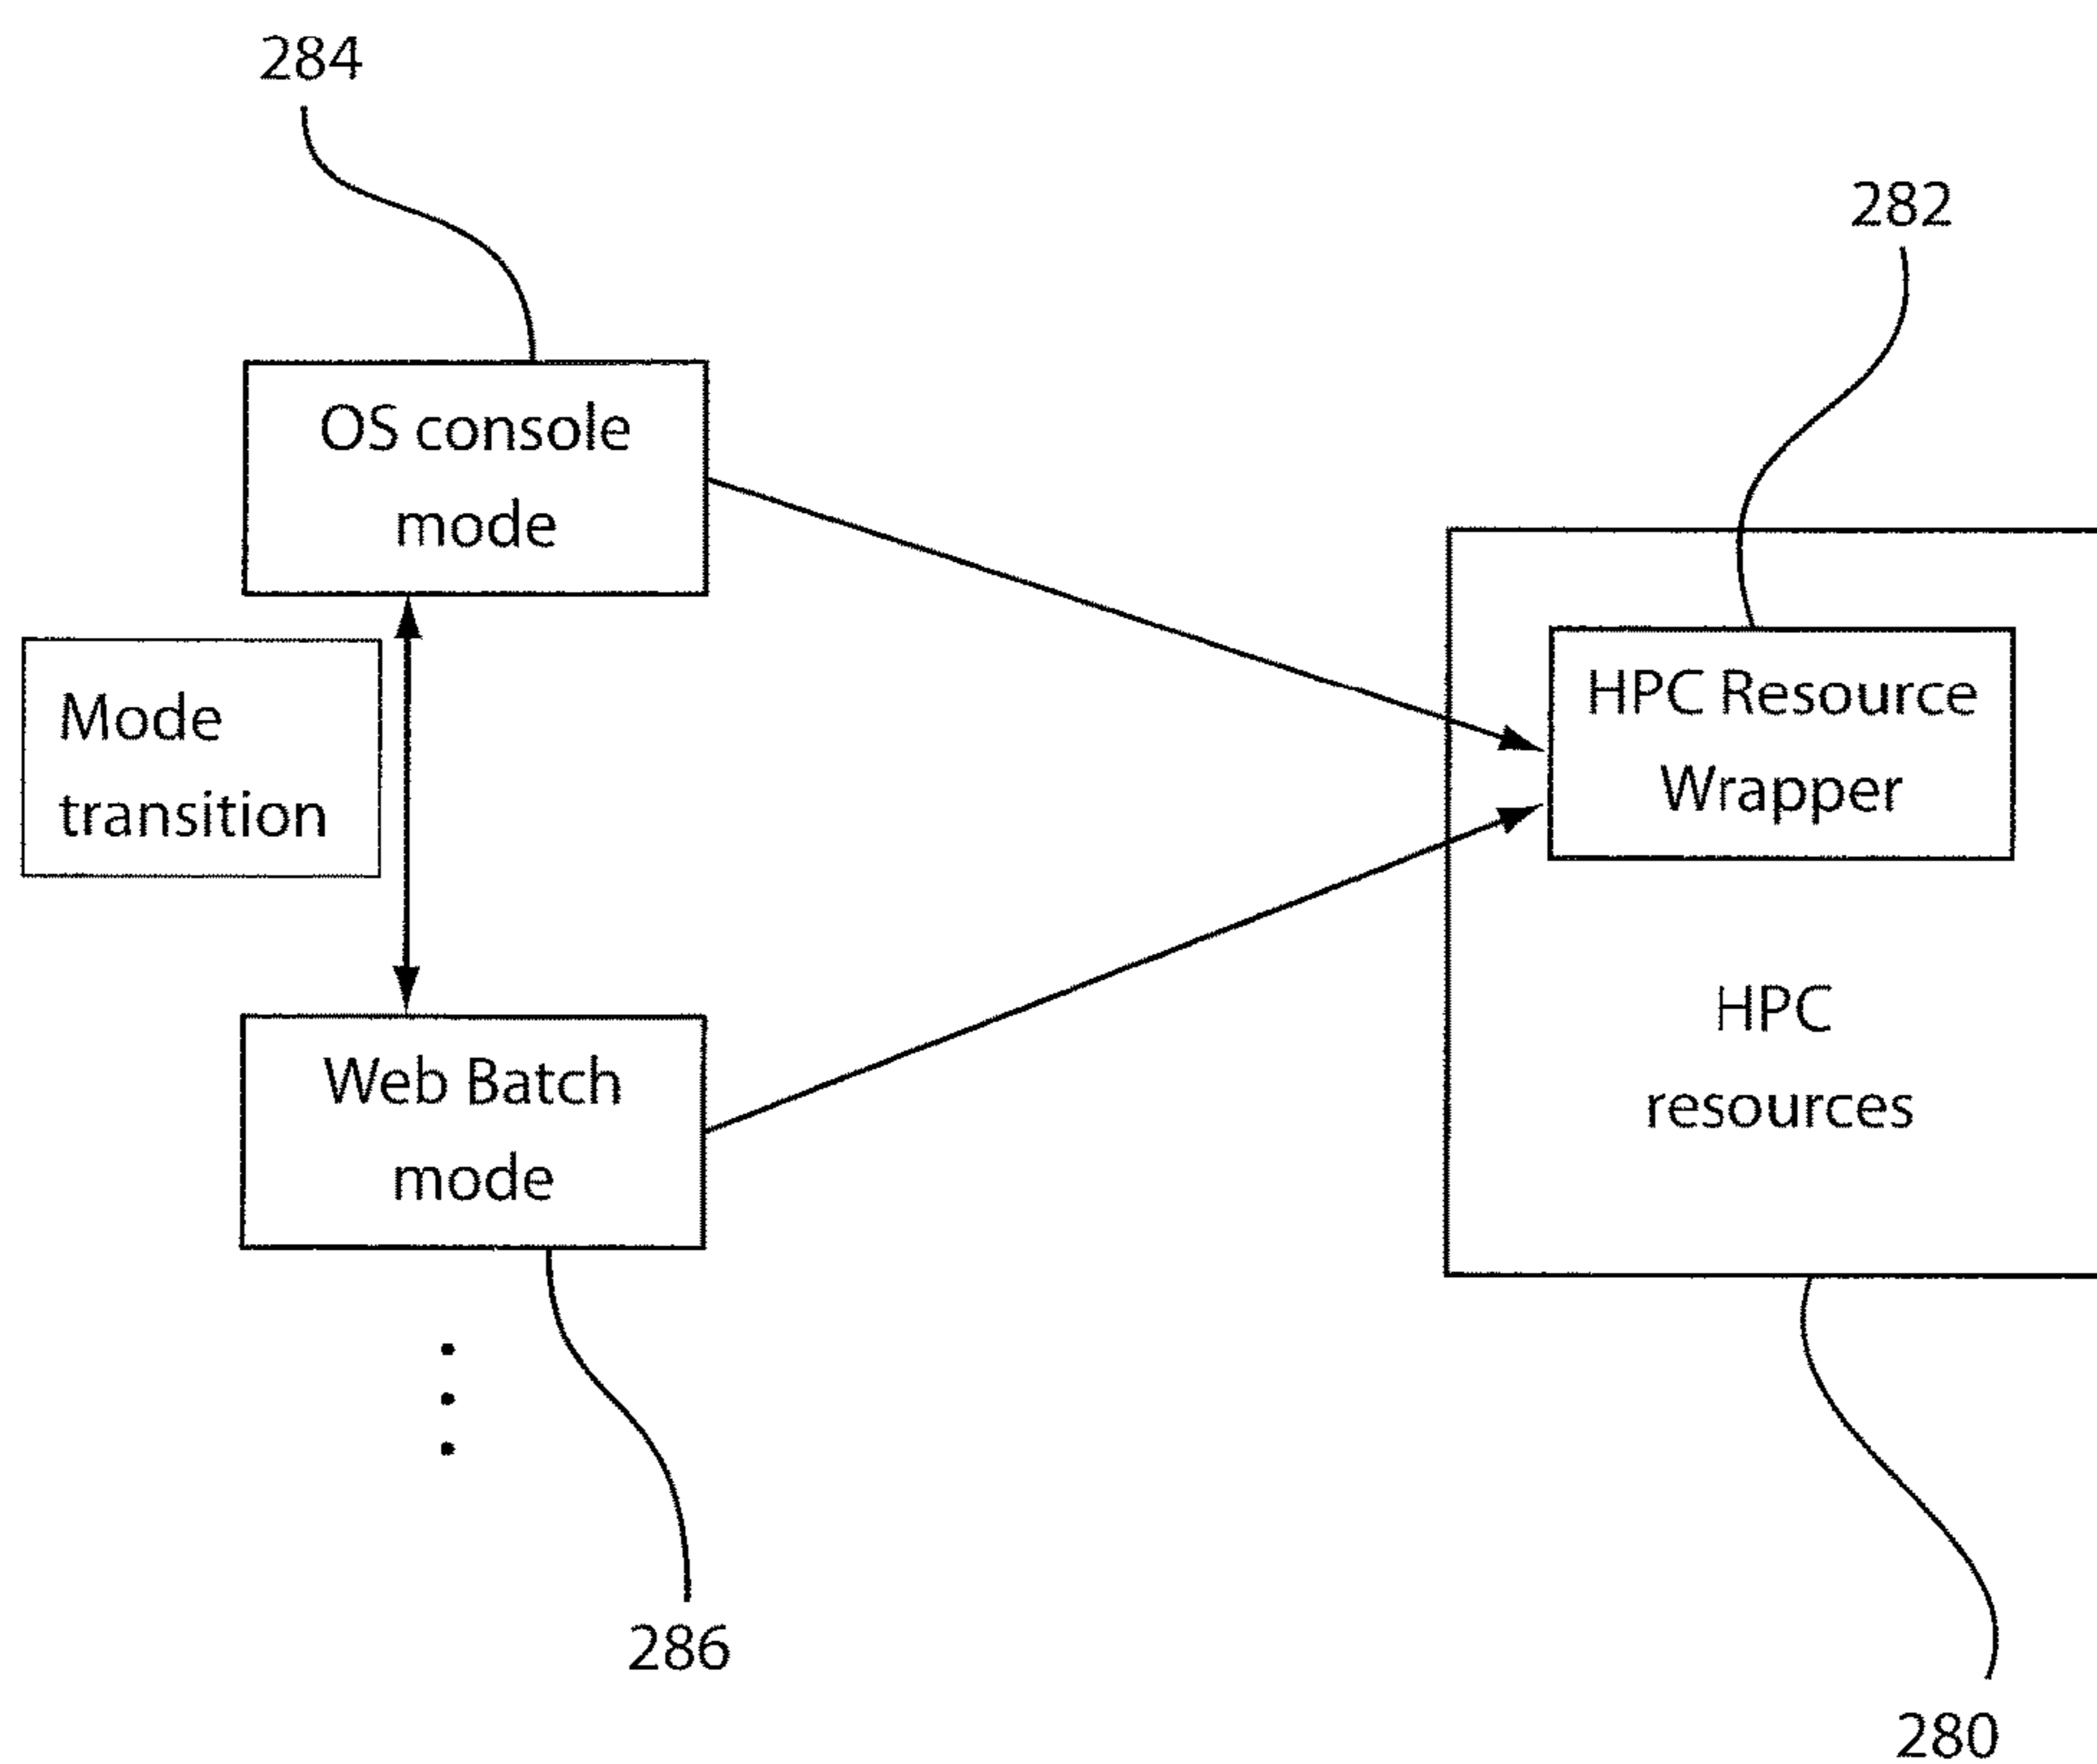 284
282
OS console
mode
HPC Resource
Wrapper
Mode
transition
HPC
resources
Web Batch
mode
286
280